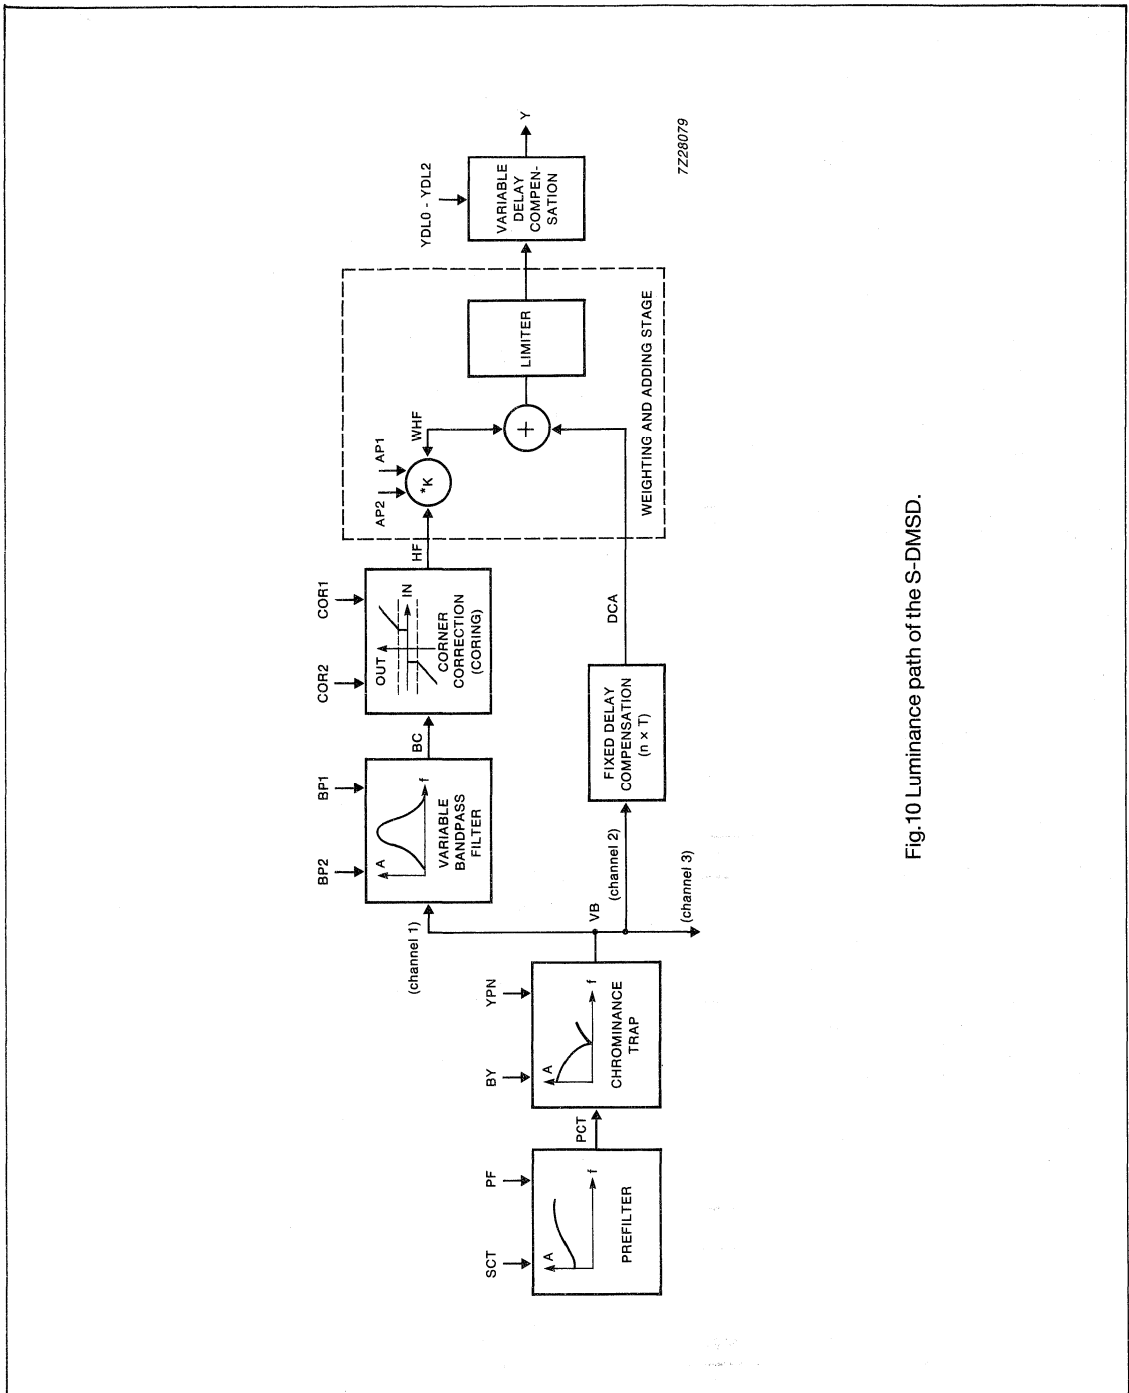 SCT
PF
A
f
PREFILTER
PCT
BY
YPN
A
f
CHROMINANCE
TRAP
VB
(channel 1)
(channel 2)
(channel 3)
BP2
BP1
A
f
VARIABLE
BANDPASS
FILTER
BC
COR2
COR1
OUT
IN
CORNER
CORRECTION
(CORING)
HF
FIXED DELAY
COMPENSATION
(n × T)
DCA
AP2
AP1
*K
WHF
+
LIMITER
WEIGHTING AND ADDING STAGE
YDL0 - YDL2
VARIABLE
DELAY
COMPEN-
SATION
Y
7Z28079
Fig.10 Luminance path of the S-DMSD.